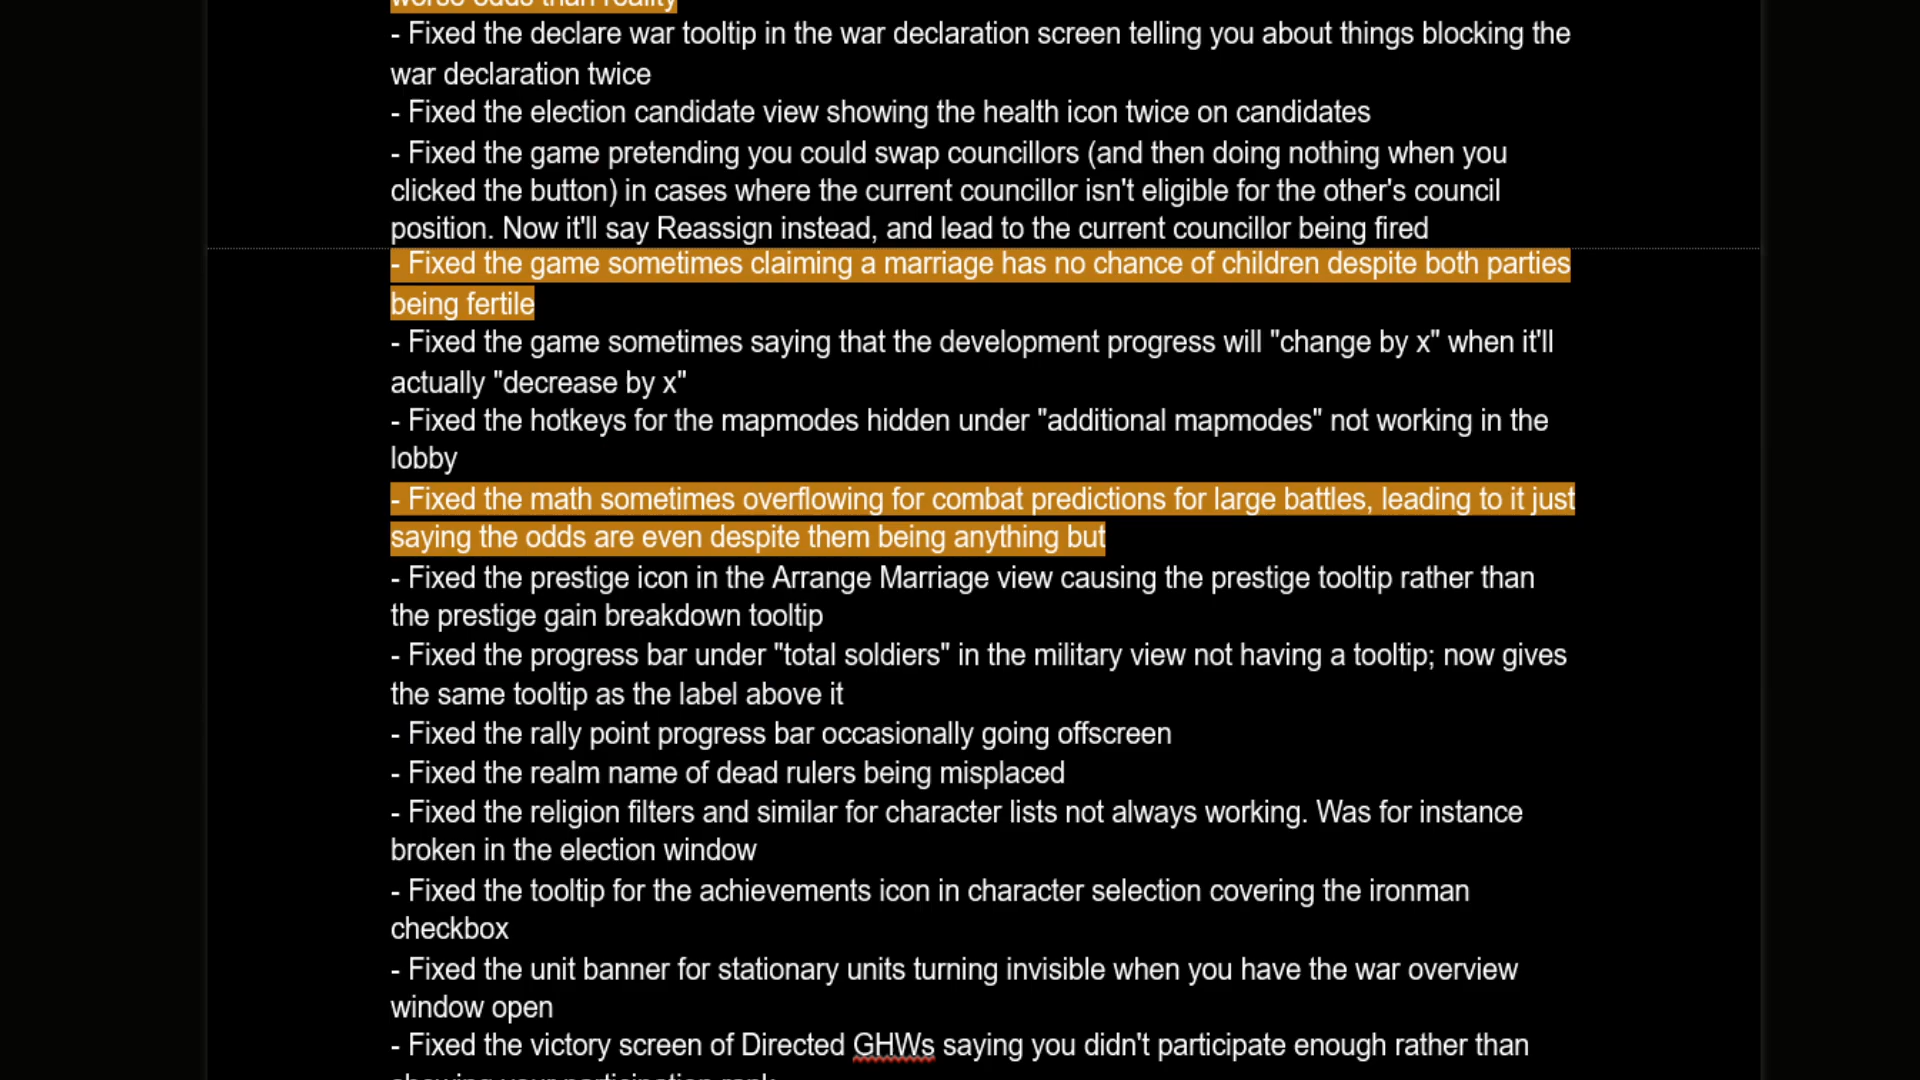 worse odds than reality
- Fixed the declare war tooltip in the war declaration screen telling you about things blocking the
war declaration twice
- Fixed the election candidate view showing the health icon twice on candidates
- Fixed the game pretending you could swap councillors (and then doing nothing when you
clicked the button) in cases where the current councillor isn't eligible for the other's council
position. Now it'll say Reassign instead, and lead to the current councillor being fired
- Fixed the game sometimes claiming a marriage has no chance of children despite both parties
being fertile
- Fixed the game sometimes saying that the development progress will "change by x" when it'll
actually "decrease by x"
- Fixed the hotkeys for the mapmodes hidden under "additional mapmodes" not working in the
lobby
- Fixed the math sometimes overflowing for combat predictions for large battles, leading to it just
saying the odds are even despite them being anything but
- Fixed the prestige icon in the Arrange Marriage view causing the prestige tooltip rather than
the prestige gain breakdown tooltip
- Fixed the progress bar under "total soldiers" in the military view not having a tooltip; now gives
the same tooltip as the label above it
- Fixed the rally point progress bar occasionally going offscreen
- Fixed the realm name of dead rulers being misplaced
- Fixed the religion filters and similar for character lists not always working. Was for instance
broken in the election window
- Fixed the tooltip for the achievements icon in character selection covering the ironman
checkbox
- Fixed the unit banner for stationary units turning invisible when you have the war overview
window open
- Fixed the victory screen of Directed GHWs saying you didn't participate enough rather than
showing your participation rank